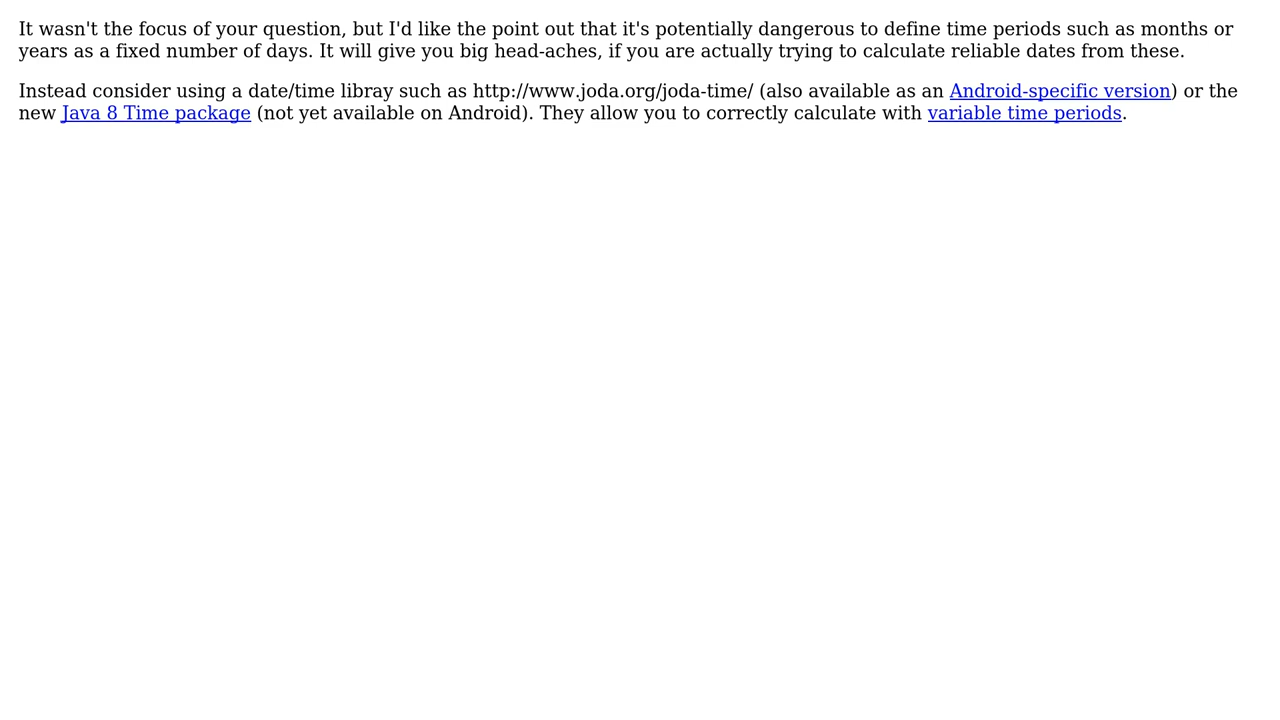 It wasn't the focus of your question, but I'd like the point out that it's potentially dangerous to define time periods such as months or
years as a fixed number of days. It will give you big head-aches, if you are actually trying to calculate reliable dates from these.
Instead consider using a date/time libray such as http://www.joda.org/joda-time/ (also available as an Android-specific version) or the
new Java 8 Time package (not yet available on Android). They allow you to correctly calculate with variable time periods.